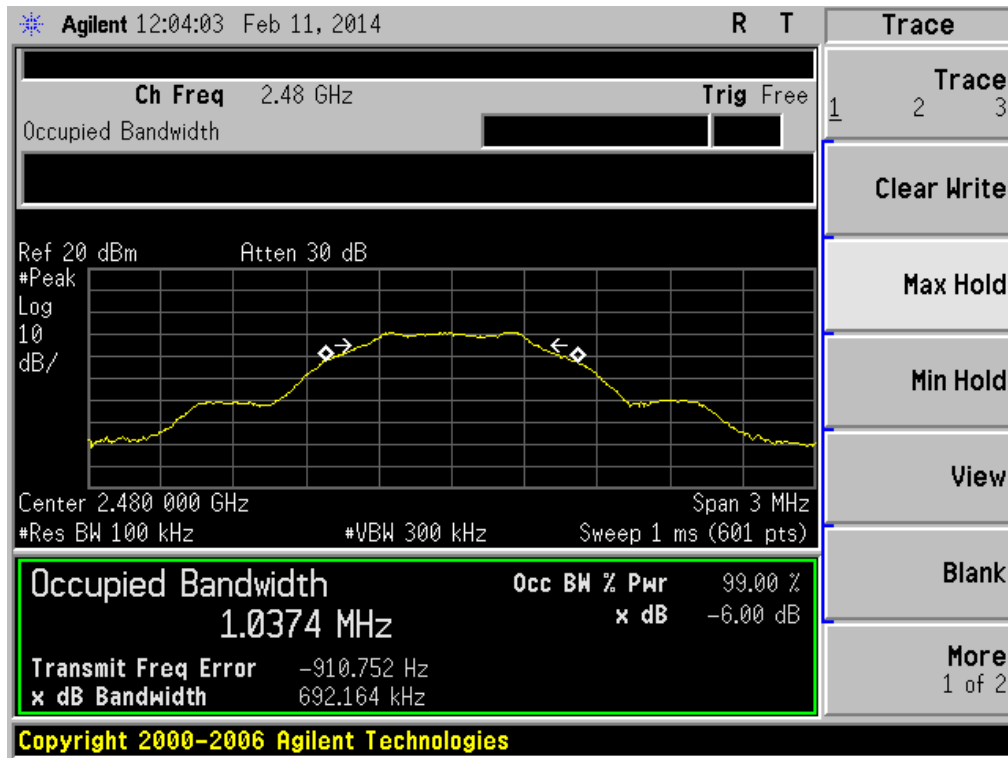 Agilent 12:04:03 Feb 11, 2014 R T
Trace
Ch Freq 2.48 GHz Trig Free
Occupied Bandwidth
Ref 20 dBm Atten 30 dB
#Peak
Log
10
dB/
Center 2.480 000 GHz Span 3 MHz
#Res BW 100 kHz #VBW 300 kHz Sweep 1 ms (601 pts)
Occupied Bandwidth
1.0374 MHz
Occ BW % Pwr 99.00 %
x dB -6.00 dB
Transmit Freq Error -910.752 Hz
x dB Bandwidth 692.164 kHz
Copyright 2000-2006 Agilent Technologies
Trace
1 2 3
Clear Write
Max Hold
Min Hold
View
Blank
More
1 of 2